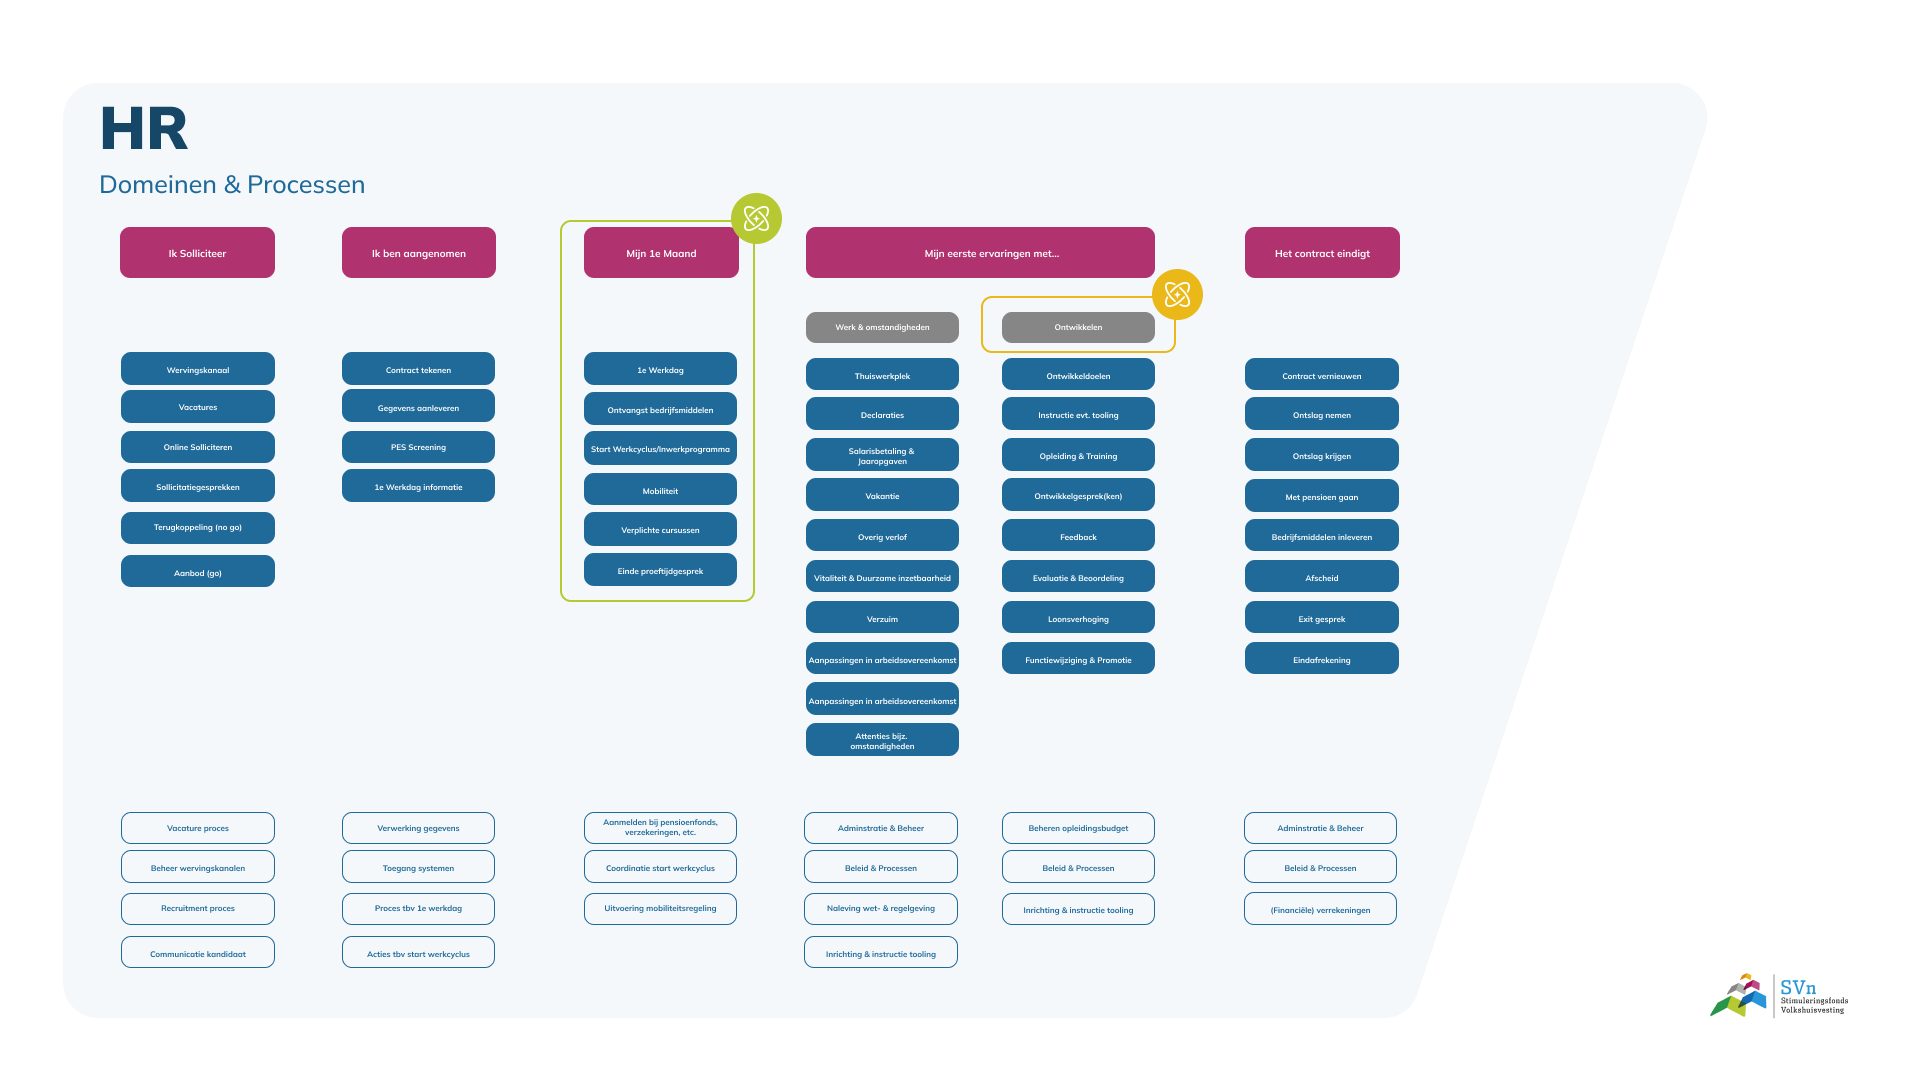 HR
Domeinen & Processen
Ik Solliciteer
Wervingskanaal
Vacatures
Online Solliciteren
Sollicitatiegesprekken
Terugkoppeling (no go)
Aanbod (go)
Vacature proces
Beheer wervingskanalen
Recruitment proces
Communicatie kandidaat
Ik ben aangenomen
Contract tekenen
Gegevens aanleveren
PES Screening
1e Werkdag informatie
Verwerking gegevens
Toegang systemen
Proces tbv 1e werkdag
Acties tbv start werkcyclus
Mijn 1e Maand
1e Werkdag
Ontvangst bedrijfsmiddelen
Start Werkcyclus/Inwerkprogramma
Mobiliteit
Verplichte cursussen
Einde proeftijdgesprek
Aanmelden bij pensioenfonds,
verzekeringen, etc.
Coordinatie start werkcyclus
Uitvoering mobiliteitsregeling
Mijn eerste ervaringen met...
Werk & omstandigheden
Thuiswerkplek
Declaraties
Salarisbetaling &
Jaaropgaven
Vakantie
Overig verlof
Vitaliteit & Duurzame inzetbaarheid
Verzuim
Aanpassingen in arbeidsovereenkomst
Aanpassingen in arbeidsovereenkomst
Attenties bijz.
omstandigheden
Adminstratie & Beheer
Beleid & Processen
Naleving wet- & regelgeving
Inrichting & instructie tooling
Ontwikkelen
Ontwikkeldoelen
Instructie evt. tooling
Opleiding & Training
Ontwikkelgesprek(ken)
Feedback
Evaluatie & Beoordeling
Loonsverhoging
Functiewijziging & Promotie
Beheren opleidingsbudget
Beleid & Processen
Inrichting & instructie tooling
Het contract eindigt
Contract vernieuwen
Ontslag nemen
Ontslag krijgen
Met pensioen gaan
Bedrijfsmiddelen inleveren
Afscheid
Exit gesprek
Eindafrekening
Adminstratie & Beheer
Beleid & Processen
(Financiële) verrekeningen
SVn
Stimuleringsfonds
Volkshuisvesting